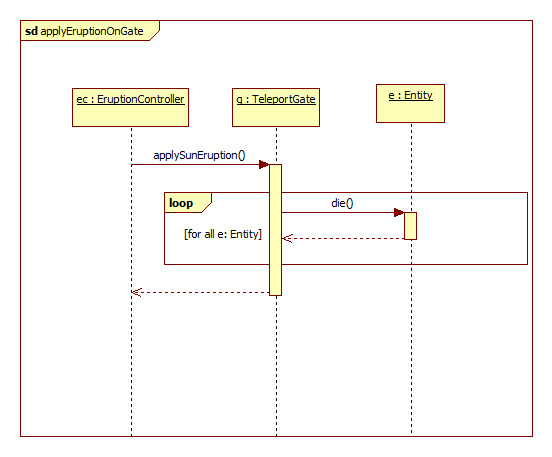 sd applyEruptionOnGate
ec : EruptionController
g : TeleportGate
e : Entity
applySunEruption()
loop
die()
[for all e: Entity]